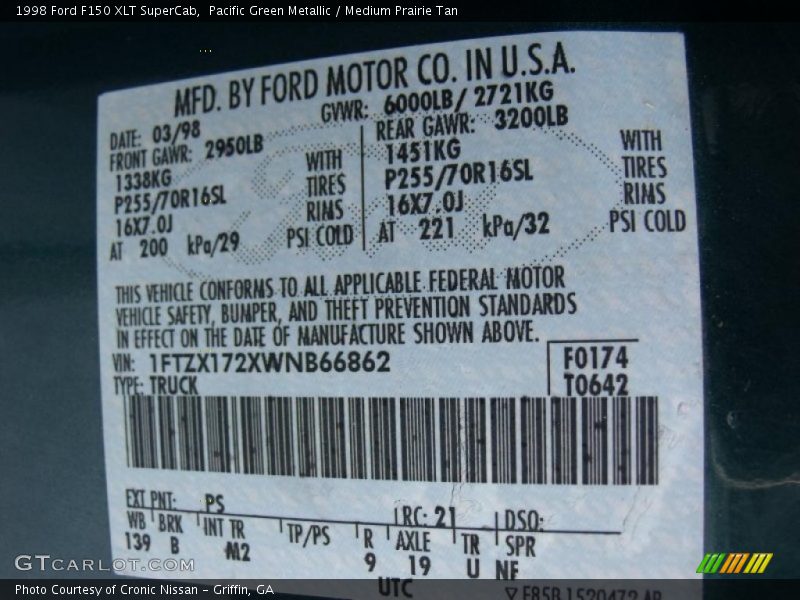 1998 Ford F150 XLT SuperCab,  Pacific Green Metallic / Medium Prairie Tan
MFD. BY FORD MOTOR CO. IN U.S.A.
DATE: 03/98
GVWR: 6000LB/ 2721KG
FRONT GAWR: 2950LB
1338KG
P255/70R16SL
16X7.0J
AT 200 kPa/29
WITH
TIRES
RIMS
PSI COLD
REAR GAWR: 3200LB
1451KG
P255/70R16SL
16X7.0J
AT 221 kPa/32
WITH
TIRES
RIMS
PSI COLD
THIS VEHICLE CONFORMS TO ALL APPLICABLE FEDERAL MOTOR
VEHICLE SAFETY, BUMPER, AND THEFT PREVENTION STANDARDS
IN EFFECT ON THE DATE OF MANUFACTURE SHOWN ABOVE.
VIN: 1FTZX172XWNB66862
TYPE: TRUCK
F0174
T0642
EXT PNT: PS
RC: 21 DSO:
WB BRK INT TR TP/PS R AXLE TR SPR
139 B M2 9 19 U NF
UTC
GTCARLOT.COM
Photo Courtesy of Cronic Nissan – Griffin, GA